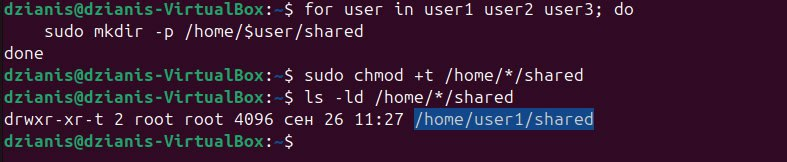 dzianis@dzianis-VirtualBox:~$ for user in user1 user2 user3; do
    sudo mkdir -p /home/$user/shared
done
dzianis@dzianis-VirtualBox:~$ sudo chmod +t /home/*/shared
dzianis@dzianis-VirtualBox:~$ ls -ld /home/*/shared
drwxr-xr-t 2 root root 4096 сен 26 11:27 /home/user1/shared
dzianis@dzianis-VirtualBox:~$